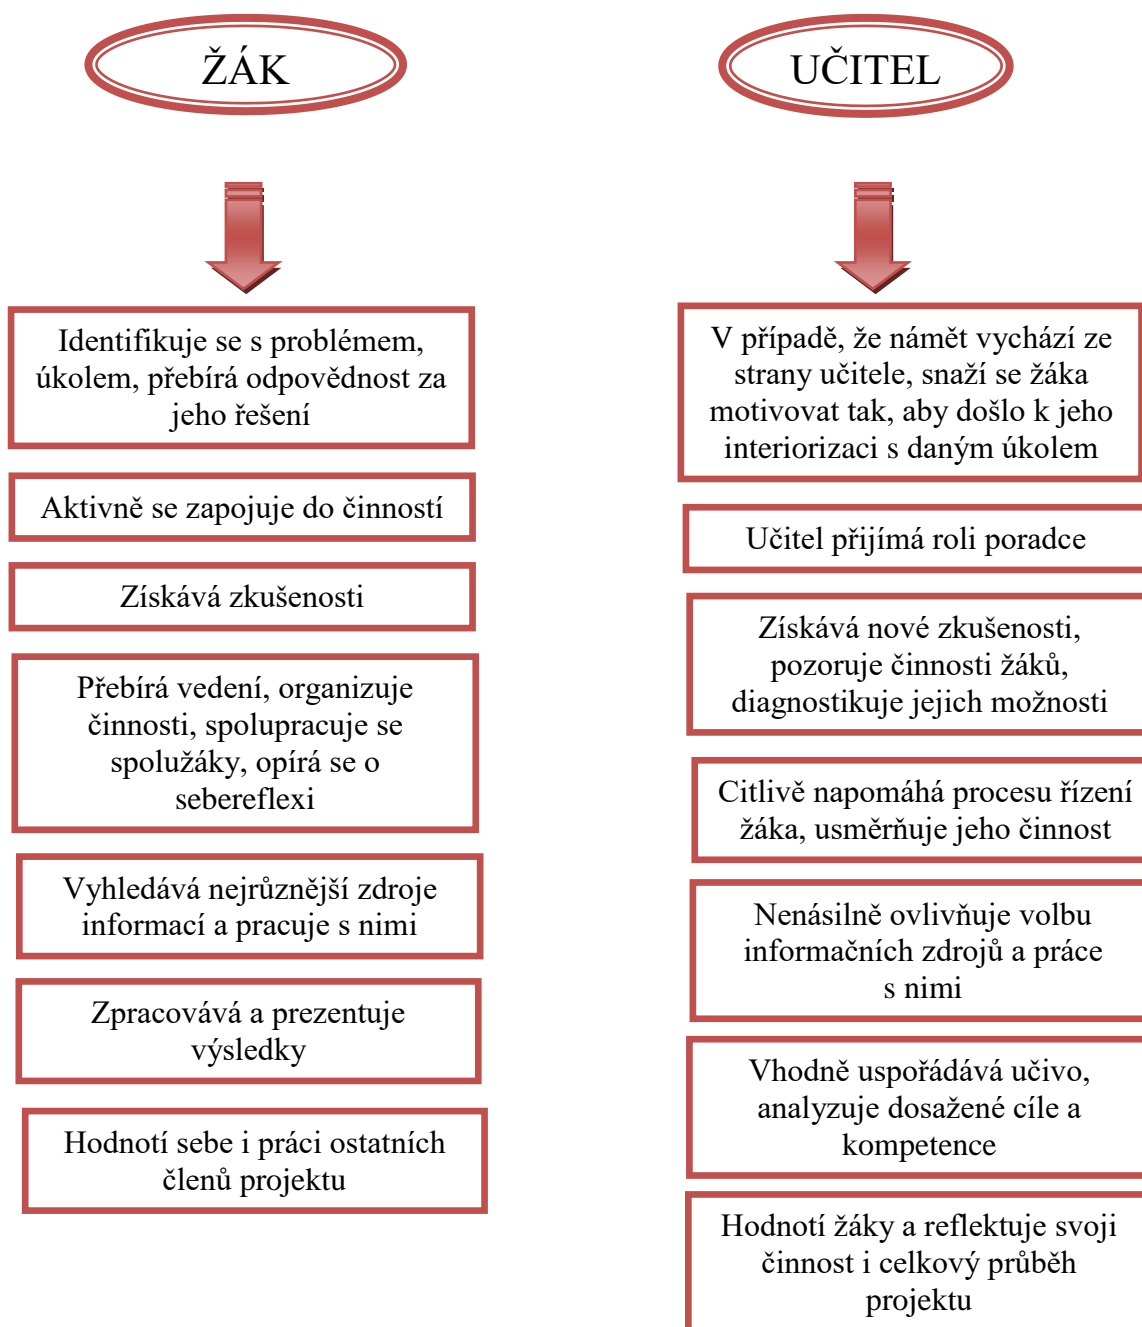 ŽÁK
Identifikuje se s problémem,
úkolem, přebírá odpovědnost za
jeho řešení
Aktivně se zapojuje do činností
Získává zkušenosti
Přebírá vedení, organizuje
činnosti, spolupracuje se
spolužáky, opírá se o
sebereflexi
Vyhledává nejrůznější zdroje
informací a pracuje s nimi
Zpracovává a prezentuje
výsledky
Hodnotí sebe i práci ostatních
členů projektu
UČITEL
V případě, že námět vychází ze
strany učitele, snaží se žáka
motivovat tak, aby došlo k jeho
interiorizaci s daným úkolem
Učitel přijímá roli poradce
Získává nové zkušenosti,
pozoruje činnosti žáků,
diagnostikuje jejich možnosti
Citlivě napomáhá procesu řízení
žáka, usměrňuje jeho činnost
Nenásilně ovlivňuje volbu
informačních zdrojů a práce
s nimi
Vhodně uspořádává učivo,
analyzuje dosažené cíle a
kompetence
Hodnotí žáky a reflektuje svoji
činnost i celkový průběh
projektu